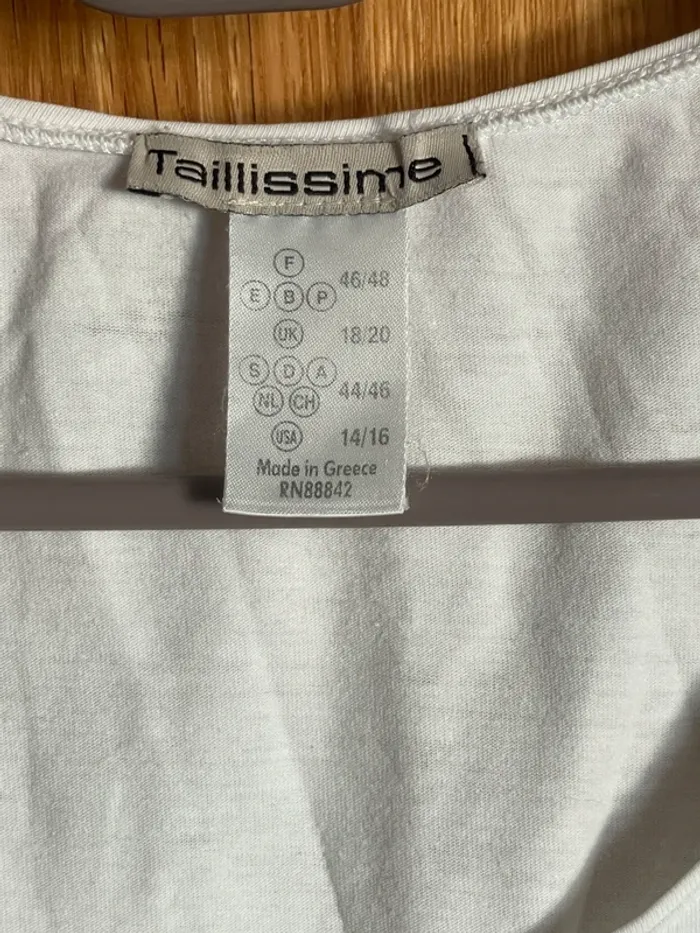 Taillissime
F
E B P 46/48
UK 18/20
S D A
NL CH 44/46
USA 14/16
Made in Greece
RN88842